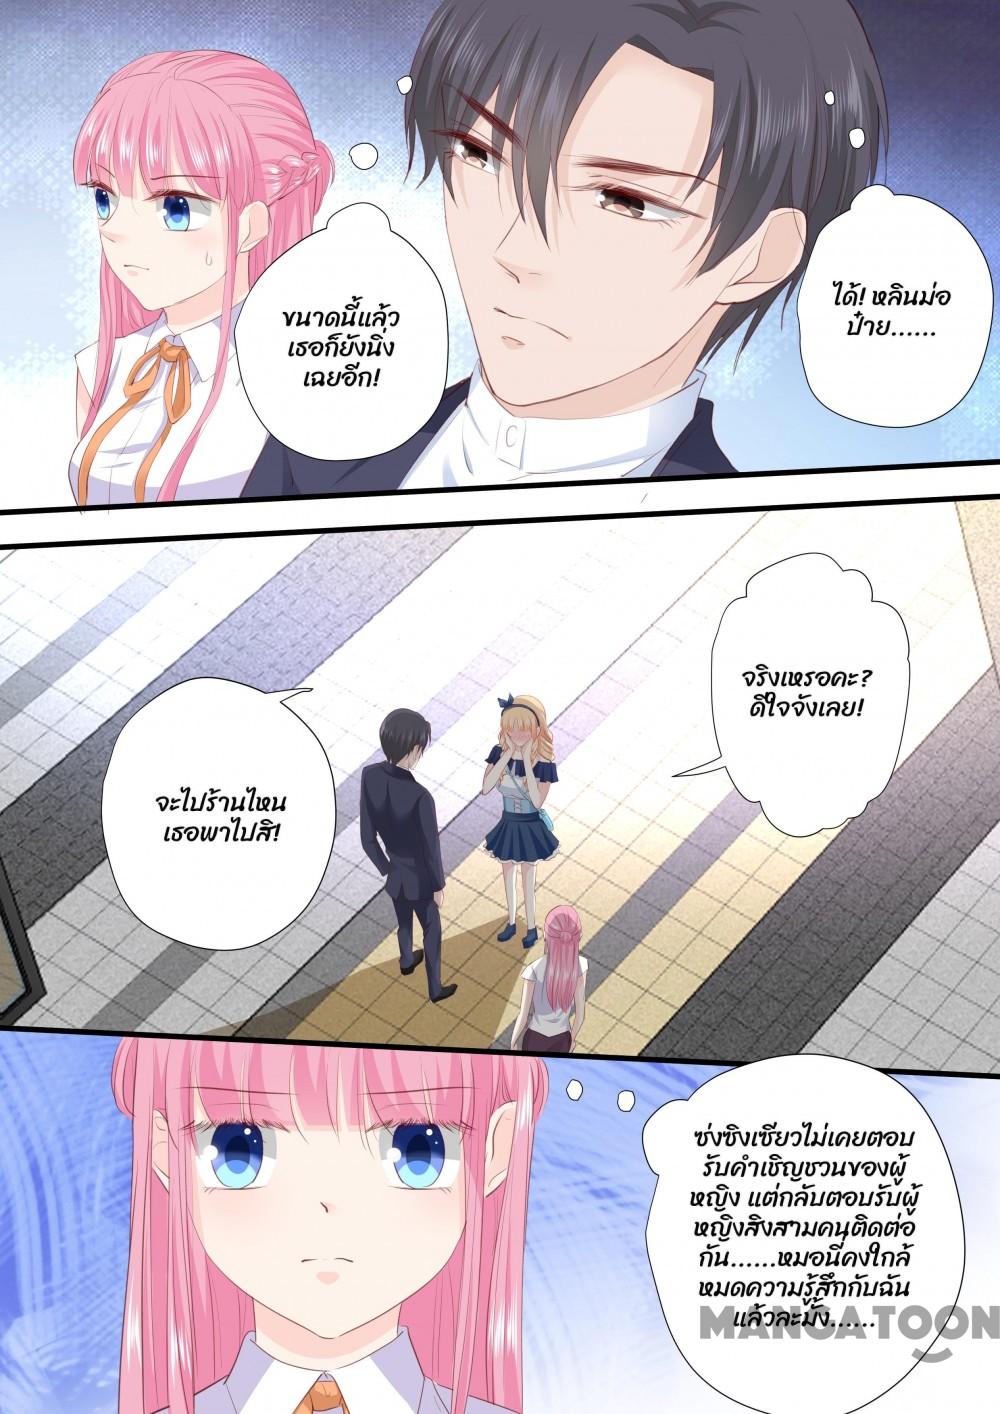 ขนาดนี้แล้ว
เธอก็ยังนิ่ง
เฉยอีก!
ได้! หลินม่อ
ป๋าย......
จริงเหรอคะ?
ดีใจจังเลย!
จะไปร้านไหน
เธอพาไปสิ!
ซ่งซิงเซียวไม่เคยตอบ
รับคำเชิญชวนของผู้
หญิง แต่กลับตอบรับผู้
หญิงสิงสามคนติดต่อ
กัน......หมอนี่คงใกล้
หมดความรู้สึกกับฉัน
แล้วละมั้ง......
MANGATOON